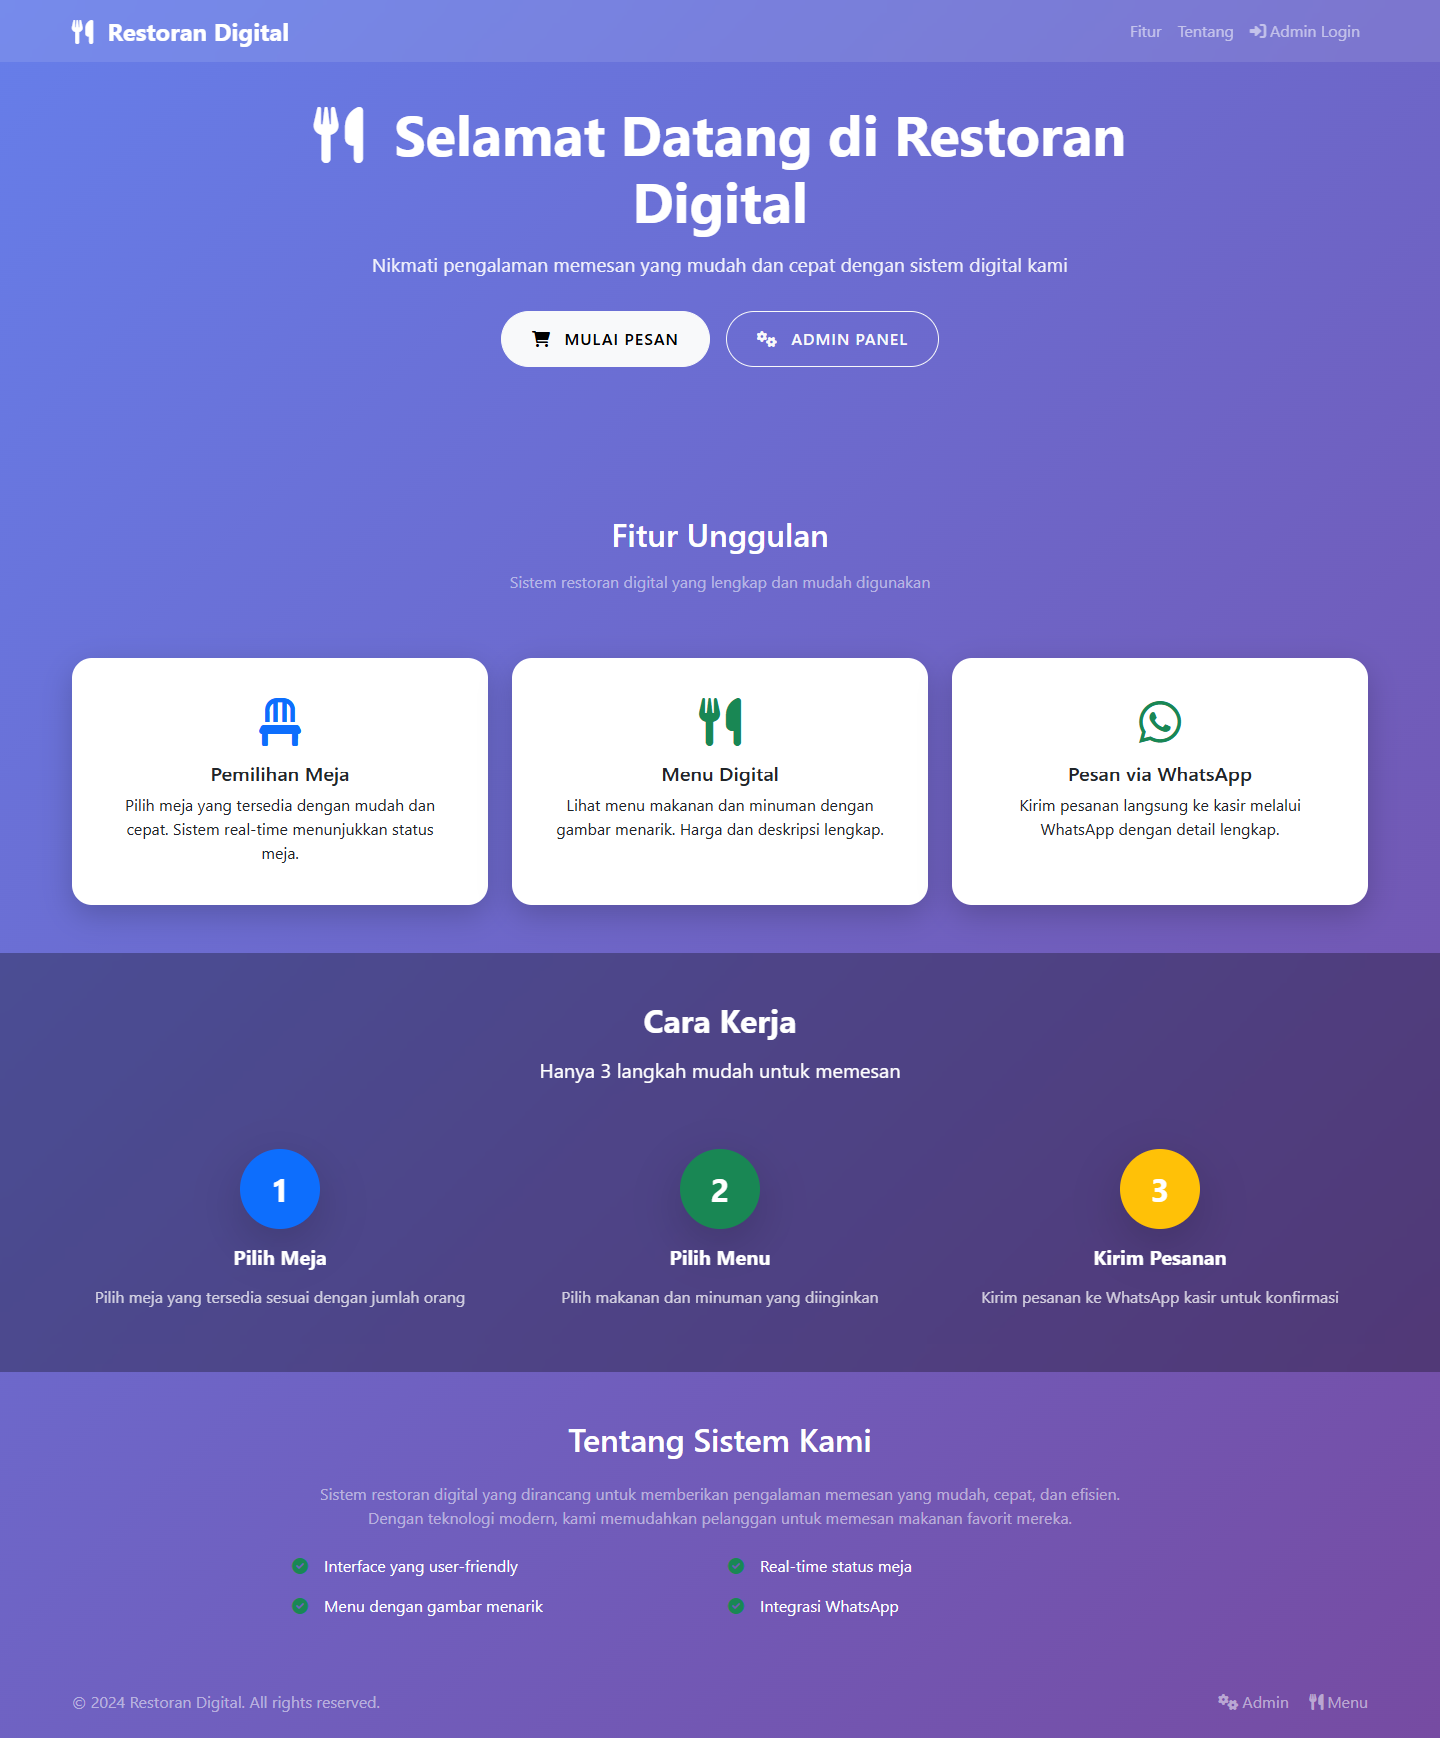 Restoran Digital
Fitur
Tentang
Admin Login
Selamat Datang di Restoran
Digital
Nikmati pengalaman memesan yang mudah dan cepat dengan sistem digital kami
MULAI PESAN
ADMIN PANEL
Fitur Unggulan
Sistem restoran digital yang lengkap dan mudah digunakan
Pemilihan Meja
Pilih meja yang tersedia dengan mudah dan
cepat. Sistem real-time menunjukkan status
meja.
Menu Digital
Lihat menu makanan dan minuman dengan
gambar menarik. Harga dan deskripsi lengkap.
Pesan via WhatsApp
Kirim pesanan langsung ke kasir melalui
WhatsApp dengan detail lengkap.
Cara Kerja
Hanya 3 langkah mudah untuk memesan
1
Pilih Meja
Pilih meja yang tersedia sesuai dengan jumlah orang
2
Pilih Menu
Pilih makanan dan minuman yang diinginkan
3
Kirim Pesanan
Kirim pesanan ke WhatsApp kasir untuk konfirmasi
Tentang Sistem Kami
Sistem restoran digital yang dirancang untuk memberikan pengalaman memesan yang mudah, cepat, dan efisien.
Dengan teknologi modern, kami memudahkan pelanggan untuk memesan makanan favorit mereka.
Interface yang user-friendly
Real-time status meja
Menu dengan gambar menarik
Integrasi WhatsApp
© 2024 Restoran Digital. All rights reserved.
Admin
Menu